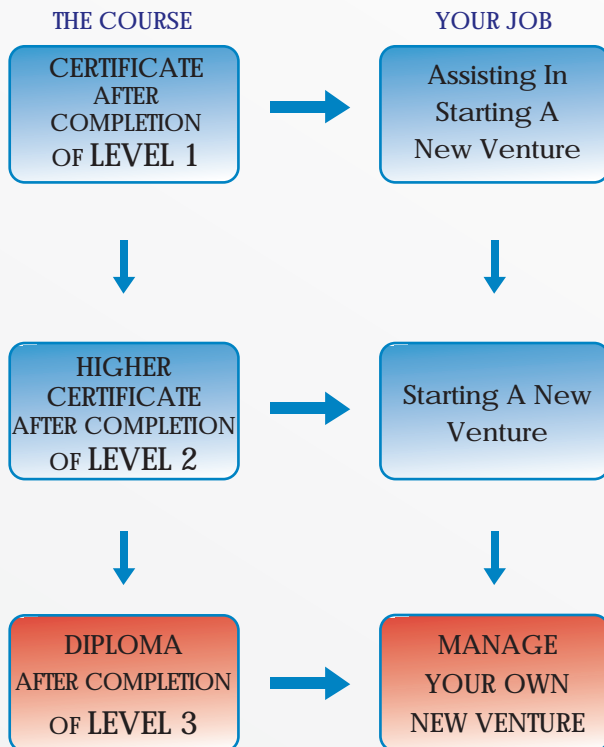 THE COURSE
YOUR JOB
CERTIFICATE
AFTER
COMPLETION
OF LEVEL 1
Assisting In
Starting A
New Venture
HIGHER
CERTIFICATE
AFTER COMPLETION
OF LEVEL 2
Starting A New
Venture
DIPLOMA
AFTER COMPLETION
OF LEVEL 3
MANAGE
YOUR OWN
NEW VENTURE